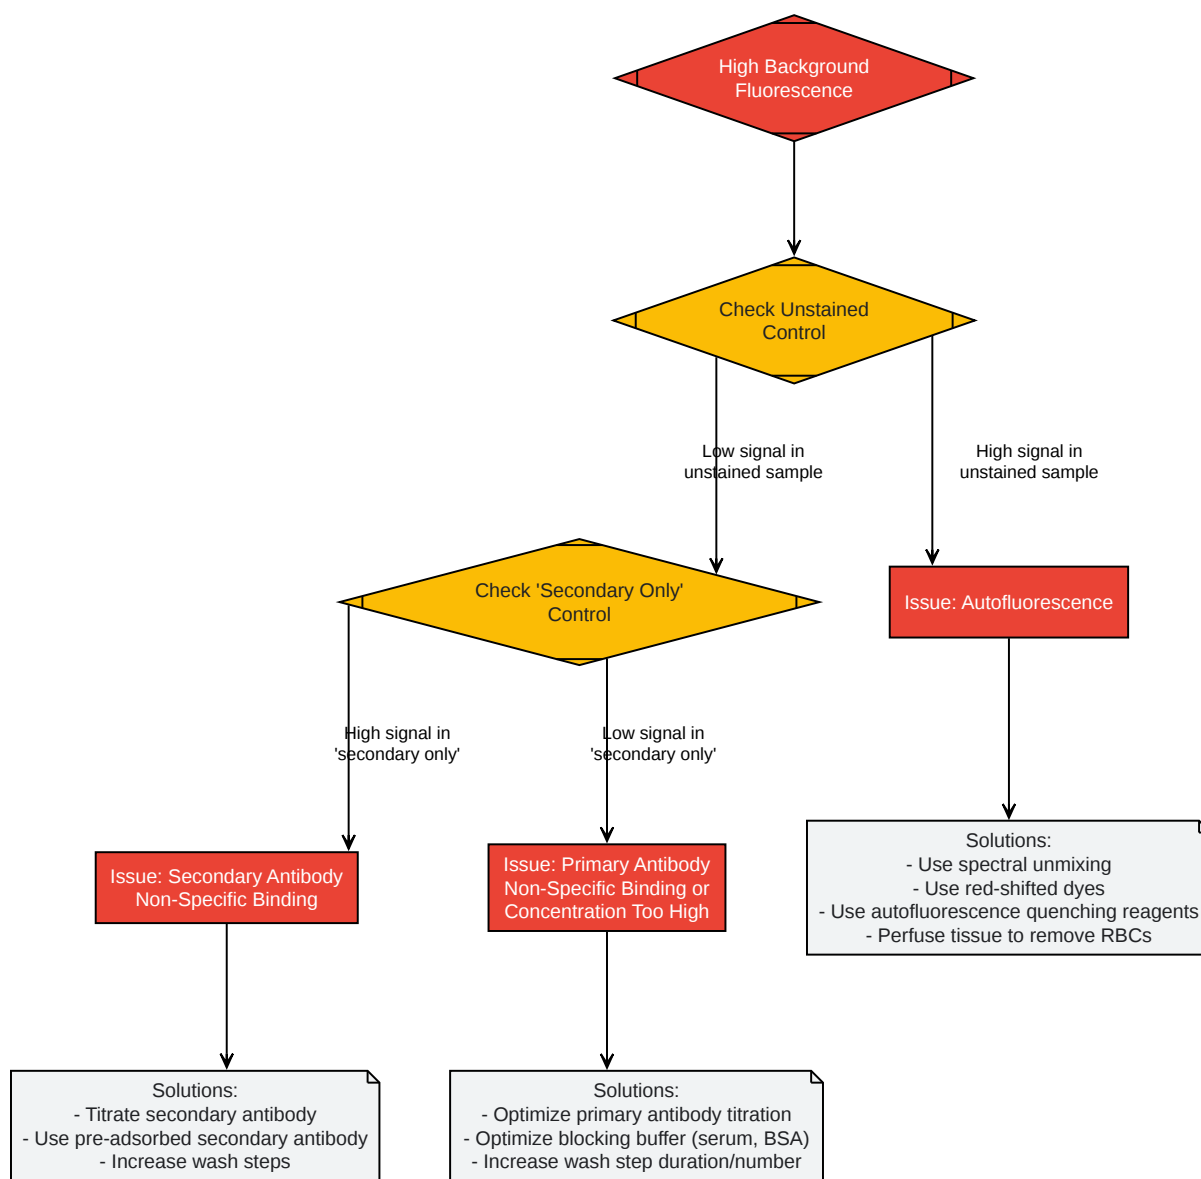 High Background
Fluorescence
Check Unstained
Control
Low signal in
unstained sample
High signal in
unstained sample
Check 'Secondary Only'
Control
Issue: Autofluorescence
High signal in
'secondary only'
Low signal in
'secondary only'
Issue: Secondary Antibody
Non-Specific Binding
Issue: Primary Antibody
Non-Specific Binding or
Concentration Too High
Solutions:
- Use spectral unmixing
- Use red-shifted dyes
- Use autofluorescence quenching reagents
- Perfuse tissue to remove RBCs
Solutions:
- Titrate secondary antibody
- Use pre-adsorbed secondary antibody
- Increase wash steps
Solutions:
- Optimize primary antibody titration
- Optimize blocking buffer (serum, BSA)
- Increase wash step duration/number